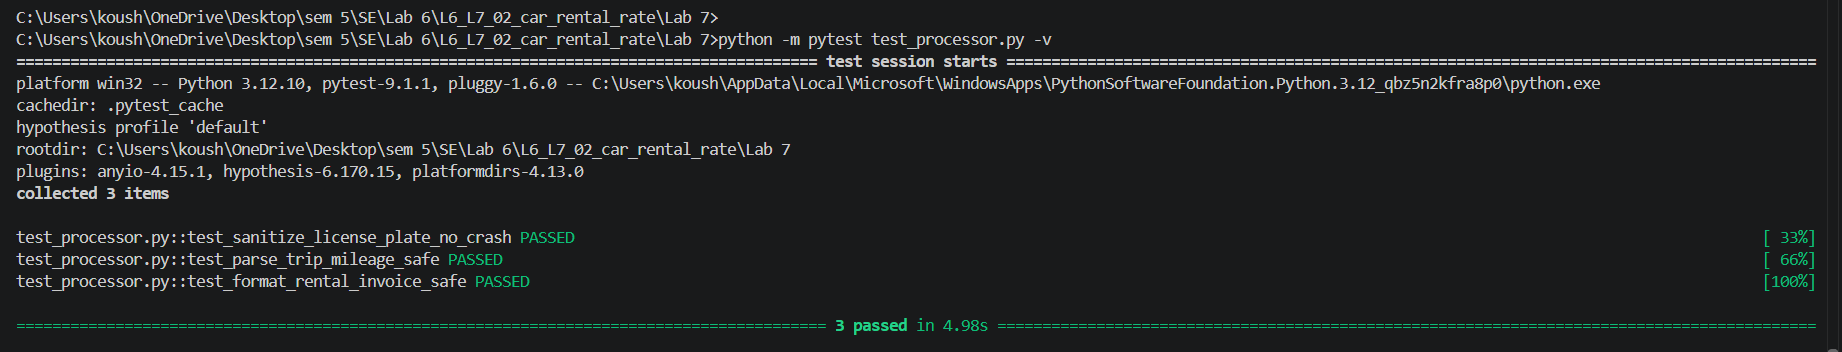 C:\Users\koush\OneDrive\Desktop\sem 5\SE\Lab 6\L6_L7_02_car_rental_rate\Lab 7>
C:\Users\koush\OneDrive\Desktop\sem 5\SE\Lab 6\L6_L7_02_car_rental_rate\Lab 7>python -m pytest test_processor.py -v
========================================================================================= test session starts ==========================================================================================
platform win32 -- Python 3.12.10, pytest-9.1.1, pluggy-1.6.0 -- C:\Users\koush\AppData\Local\Microsoft\WindowsApps\PythonSoftwareFoundation.Python.3.12_qbz5n2kfra8p0\python.exe
cachedir: .pytest_cache
hypothesis profile 'default'
rootdir: C:\Users\koush\OneDrive\Desktop\sem 5\SE\Lab 6\L6_L7_02_car_rental_rate\Lab 7
plugins: anyio-4.15.1, hypothesis-6.170.15, platformdirs-4.13.0
collected 3 items
test_processor.py::test_sanitize_license_plate_no_crash PASSED [ 33%]
test_processor.py::test_parse_trip_mileage_safe PASSED [ 66%]
test_processor.py::test_format_rental_invoice_safe PASSED [100%]
========================================================================================== 3 passed in 4.98s ===========================================================================================